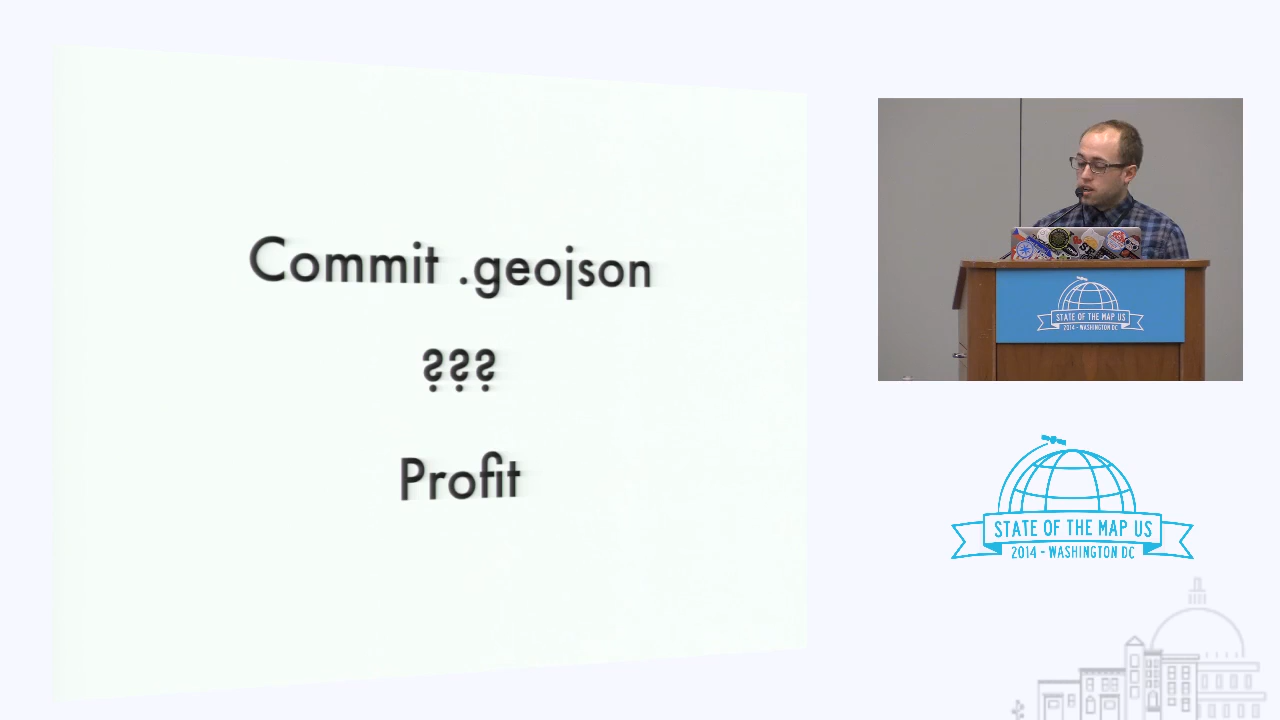 Commit .geojson
???
Profit
STATE OF THE MAP US
2014 - WASHINGTON DC
STATE OF THE MAP US
2014 - WASHINGTON DC